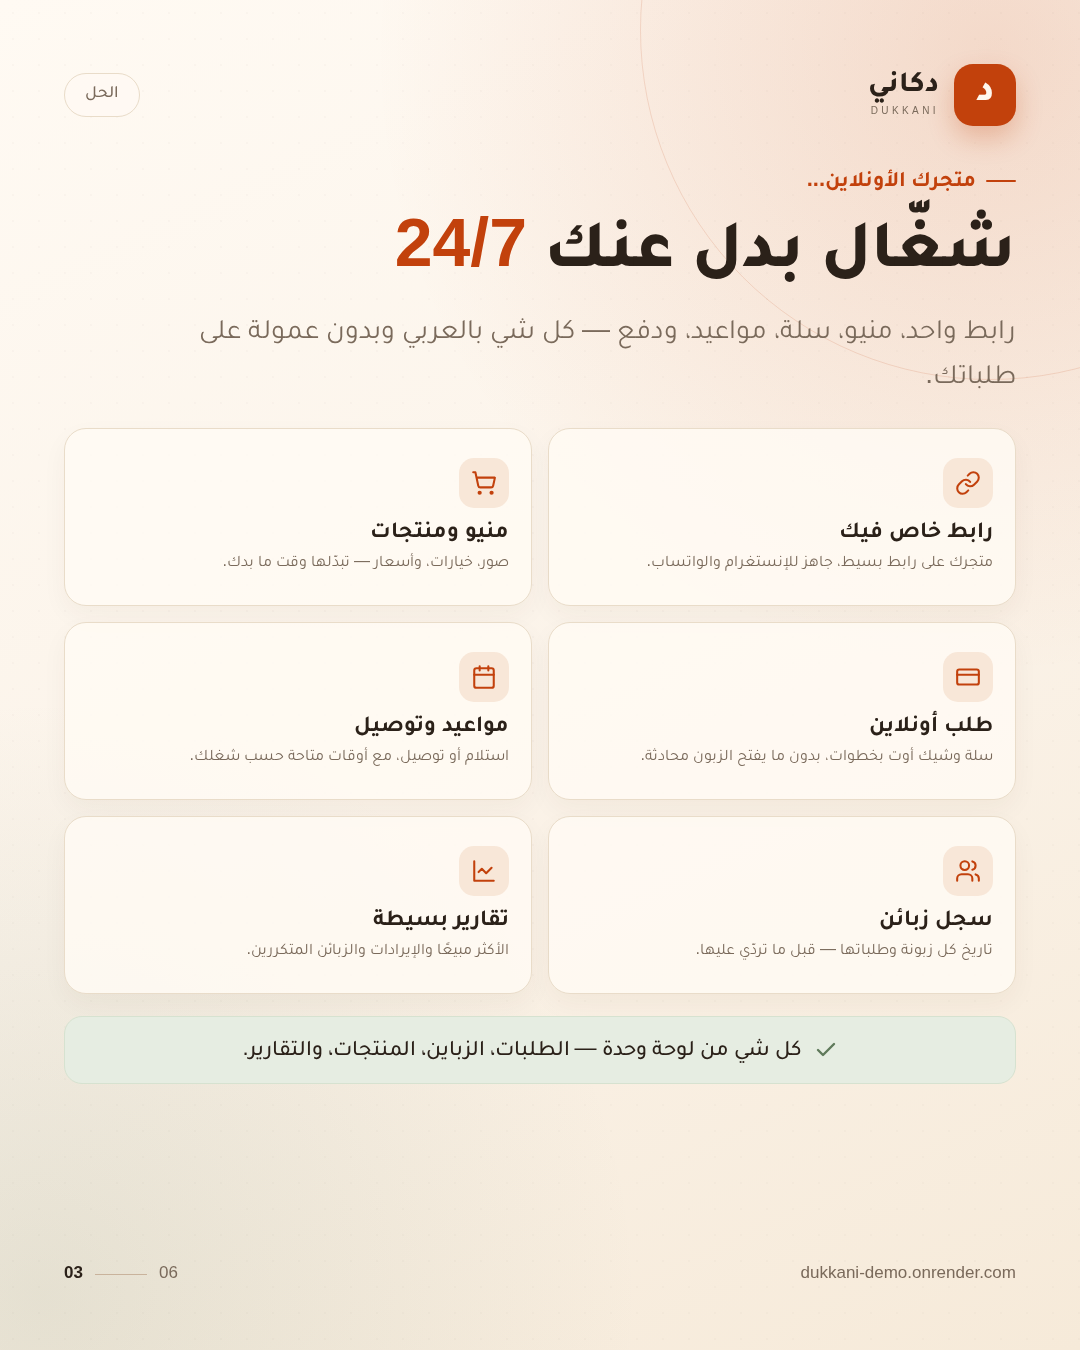 د
دكاني
DUKKANI
الحل
متجرك الأونلاين...
شغّال بدل عنك 24/7
رابط واحد، منيو، سلة، مواعيد، ودفع — كل شي بالعربي وبدون عمولة على
طلباتك.
رابط خاص فيك
متجرك على رابط بسيط، جاهز للإنستغرام والواتساب.
منيو ومنتجات
صور، خيارات، وأسعار — تبدّلها وقت ما بدك.
طلب أونلاين
سلة وشيك أوت بخطوات، بدون ما يفتح الزبون محادثة.
مواعيد وتوصيل
استلام أو توصيل، مع أوقات متاحة حسب شغلك.
سجل زبائن
تاريخ كل زبونة وطلباتها — قبل ما تردّي عليها.
تقارير بسيطة
الأكثر مبيعًا والإيرادات والزبائن المتكررين.
كل شي من لوحة وحدة — الطلبات، الزباين، المنتجات، والتقارير.
dukkani-demo.onrender.com
03 06